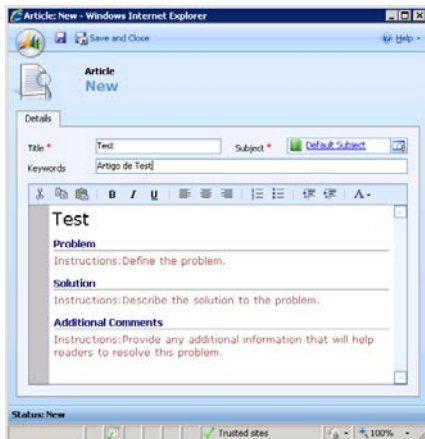 Article: New - Windows Internet Explorer
Save and Close
Help
Article
New
Details
Title * Test Subject * Default Subject
Keywords Artigo de Test
B I U A
Test
Problem
Instructions:Define the problem.
Solution
Instructions:Describe the solution to the problem.
Additional Comments
Instructions:Provide any additional information that will help
readers to resolve this problem.
Status: New
Trusted sites 100%